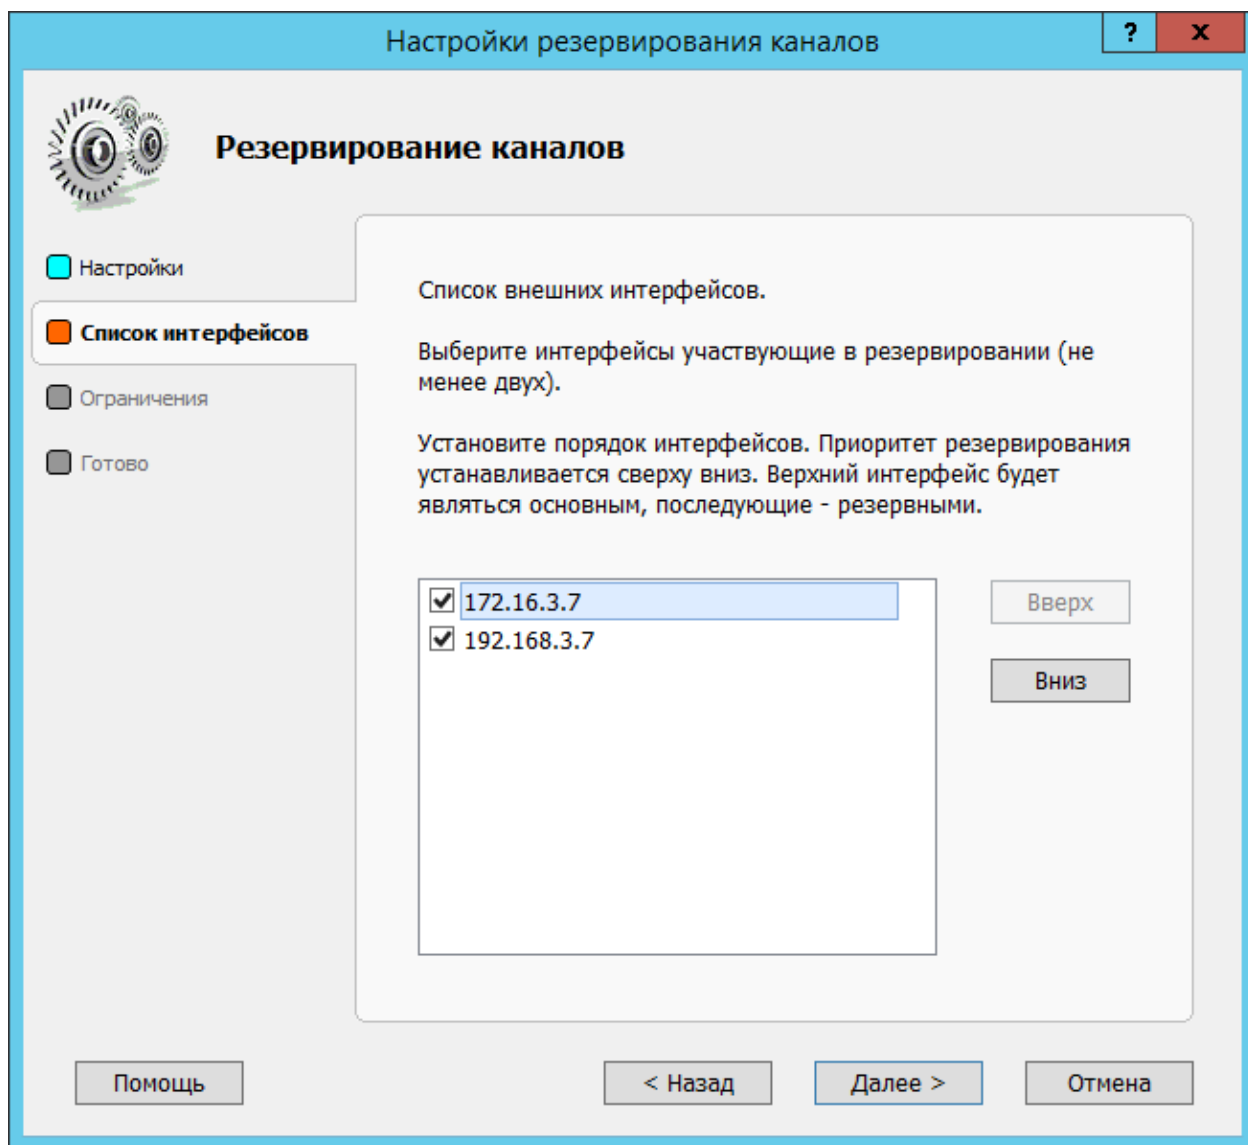 Настройки резервирования каналов
?
x
Резервирование каналов
Настройки
Список интерфейсов
Ограничения
Готово
Список внешних интерфейсов.
Выберите интерфейсы участвующие в резервировании (не
менее двух).
Установите порядок интерфейсов. Приоритет резервирования
устанавливается сверху вниз. Верхний интерфейс будет
являться основным, последующие - резервными.
172.16.3.7
192.168.3.7
Вверх
Вниз
Помощь
< Назад
Далее >
Отмена